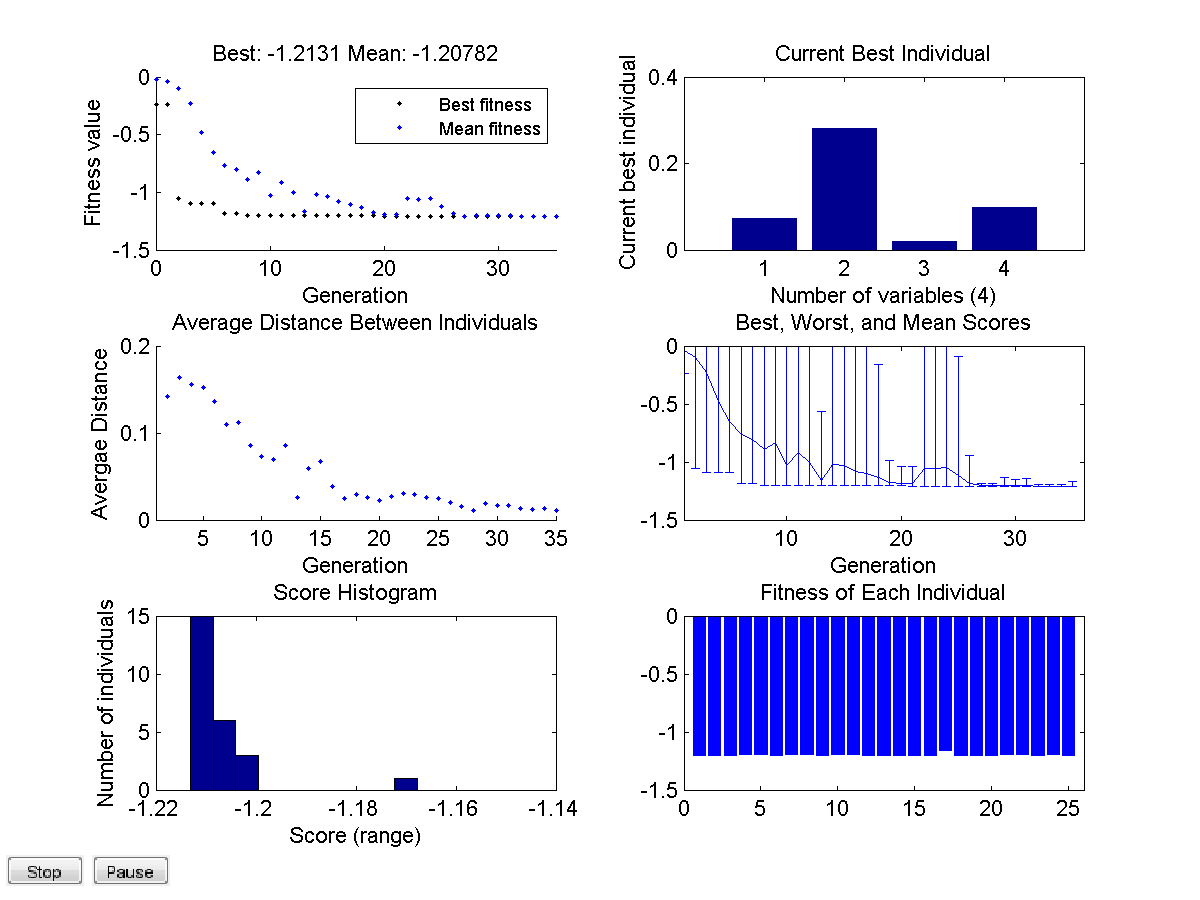 Best: -1.2131 Mean: -1.20782
0
-0.5
-1
-1.5
Fitness value
Best fitness
Mean fitness
0 10 20 30
Generation
Current Best Individual
0.4
0.2
0
Current best individual
1 2 3 4
Number of variables (4)
Average Distance Between Individuals
0.2
0.1
0
Avergae Distance
5 10 15 20 25 30 35
Generation
Best, Worst, and Mean Scores
0
-0.5
-1
-1.5
10 20 30
Generation
Score Histogram
15
10
5
0
Number of individuals
-1.22 -1.2 -1.18 -1.16 -1.14
Score (range)
Fitness of Each Individual
0
-0.5
-1
-1.5
0 5 10 15 20 25
Stop Pause